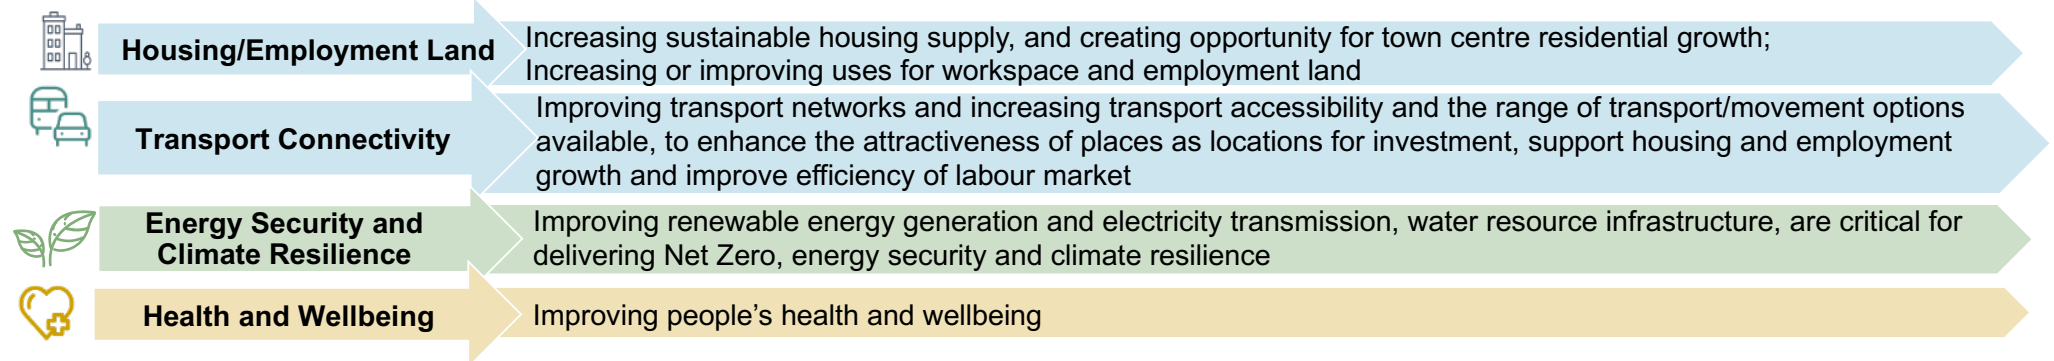 Housing/Employment Land
Increasing sustainable housing supply, and creating opportunity for town centre residential growth;
Increasing or improving uses for workspace and employment land
Transport Connectivity
Improving transport networks and increasing transport accessibility and the range of transport/movement options
available, to enhance the attractiveness of places as locations for investment, support housing and employment
growth and improve efficiency of labour market
Energy Security and
Climate Resilience
Improving renewable energy generation and electricity transmission, water resource infrastructure, are critical for
delivering Net Zero, energy security and climate resilience
Health and Wellbeing
Improving people’s health and wellbeing